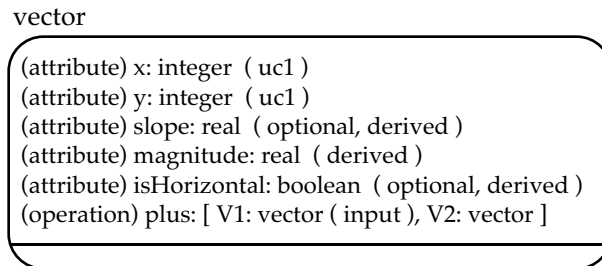 vector
(attribute) x: integer ( uc1 )
(attribute) y: integer ( uc1 )
(attribute) slope: real ( optional, derived )
(attribute) magnitude: real ( derived )
(attribute) isHorizontal: boolean ( optional, derived )
(operation) plus: [ V1: vector ( input ), V2: vector ]